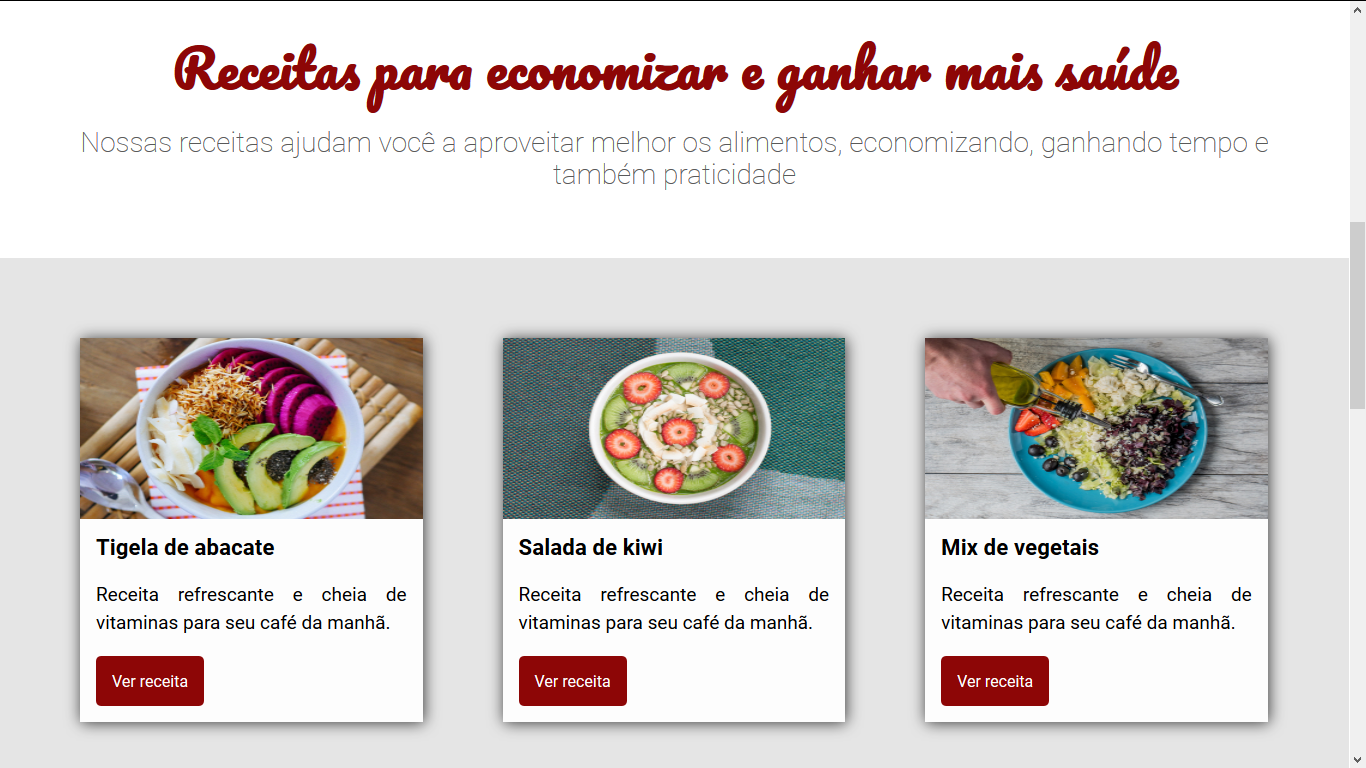 Receitas para economizar e ganhar mais saúde
Nossas receitas ajudam você a aproveitar melhor os alimentos, economizando, ganhando tempo e
também praticidade
Tigela de abacate
Receita refrescante e cheia de
vitaminas para seu café da manhã.
Ver receita
Salada de kiwi
Receita refrescante e cheia de
vitaminas para seu café da manhã.
Ver receita
Mix de vegetais
Receita refrescante e cheia de
vitaminas para seu café da manhã.
Ver receita